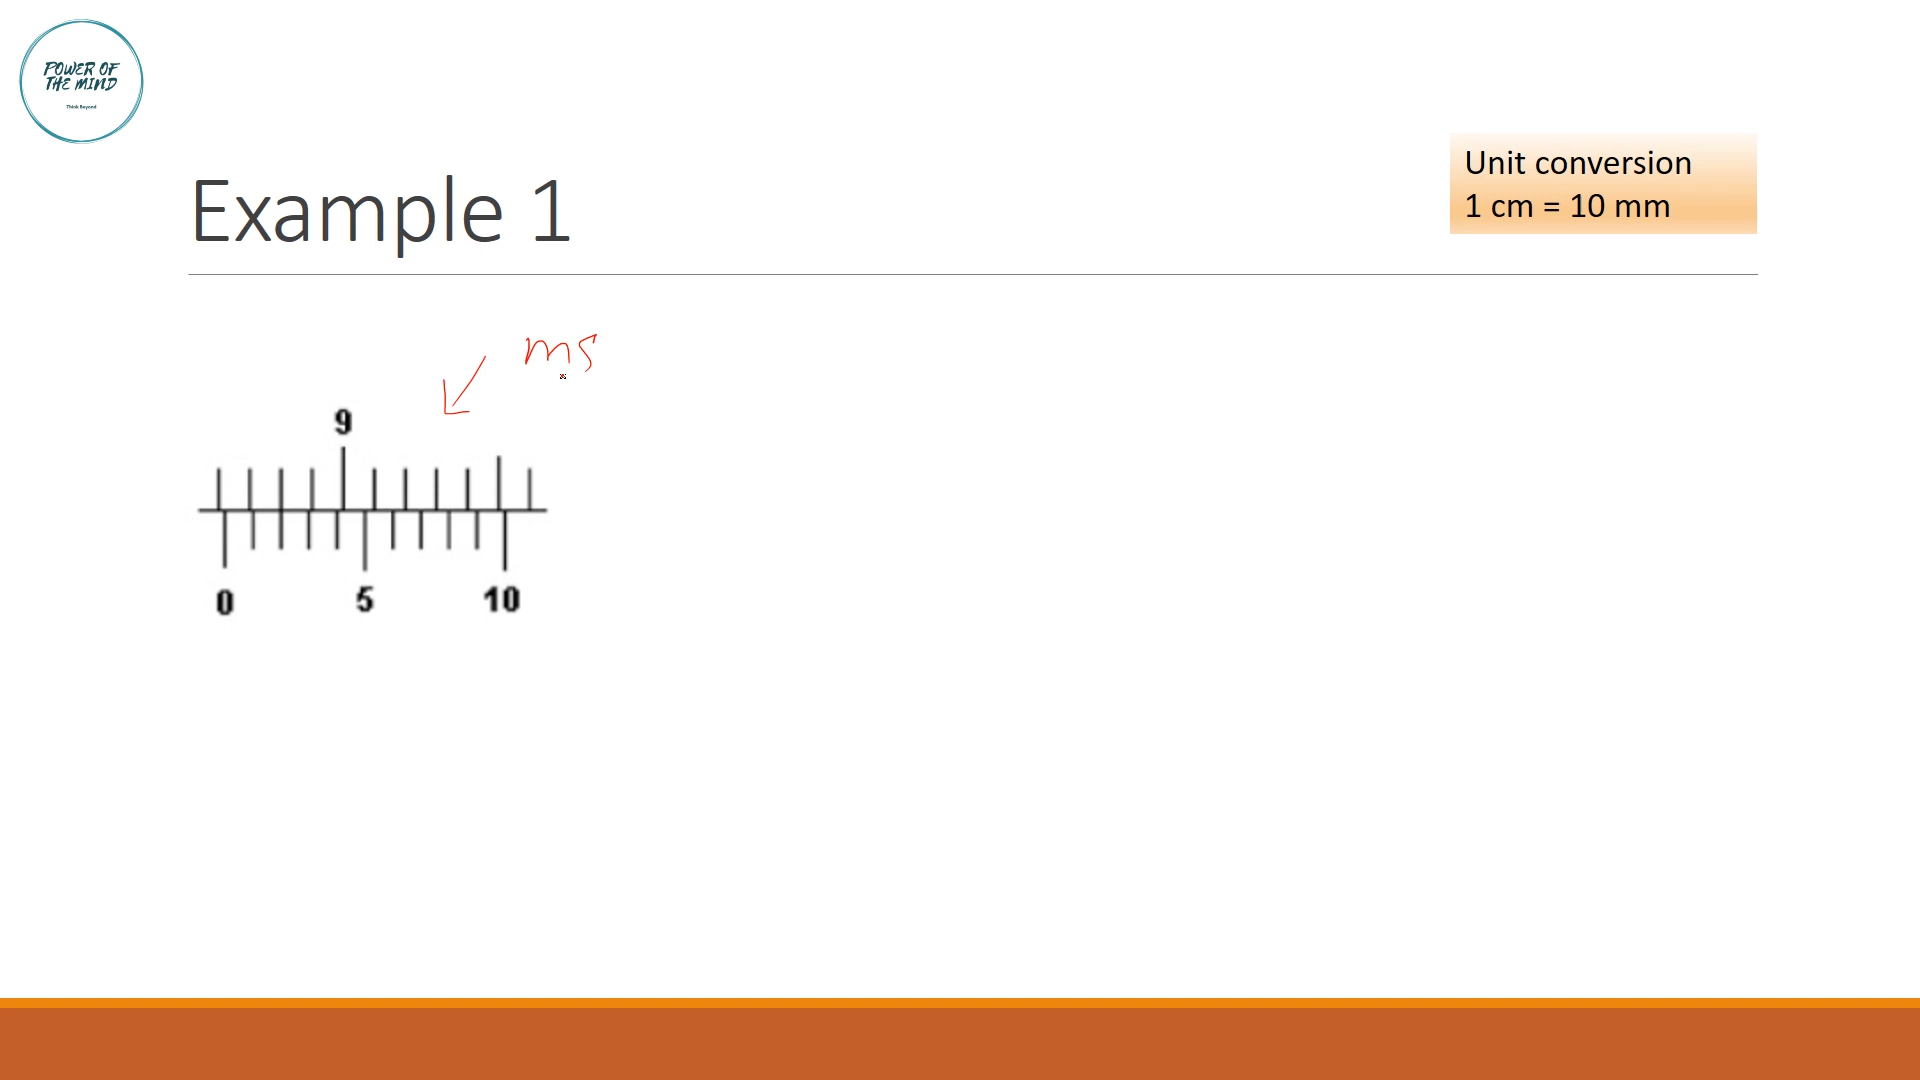 POWER OF
THE MIND
Think Beyond
Unit conversion
1 cm = 10 mm
Example 1
ms
9
0 5 10